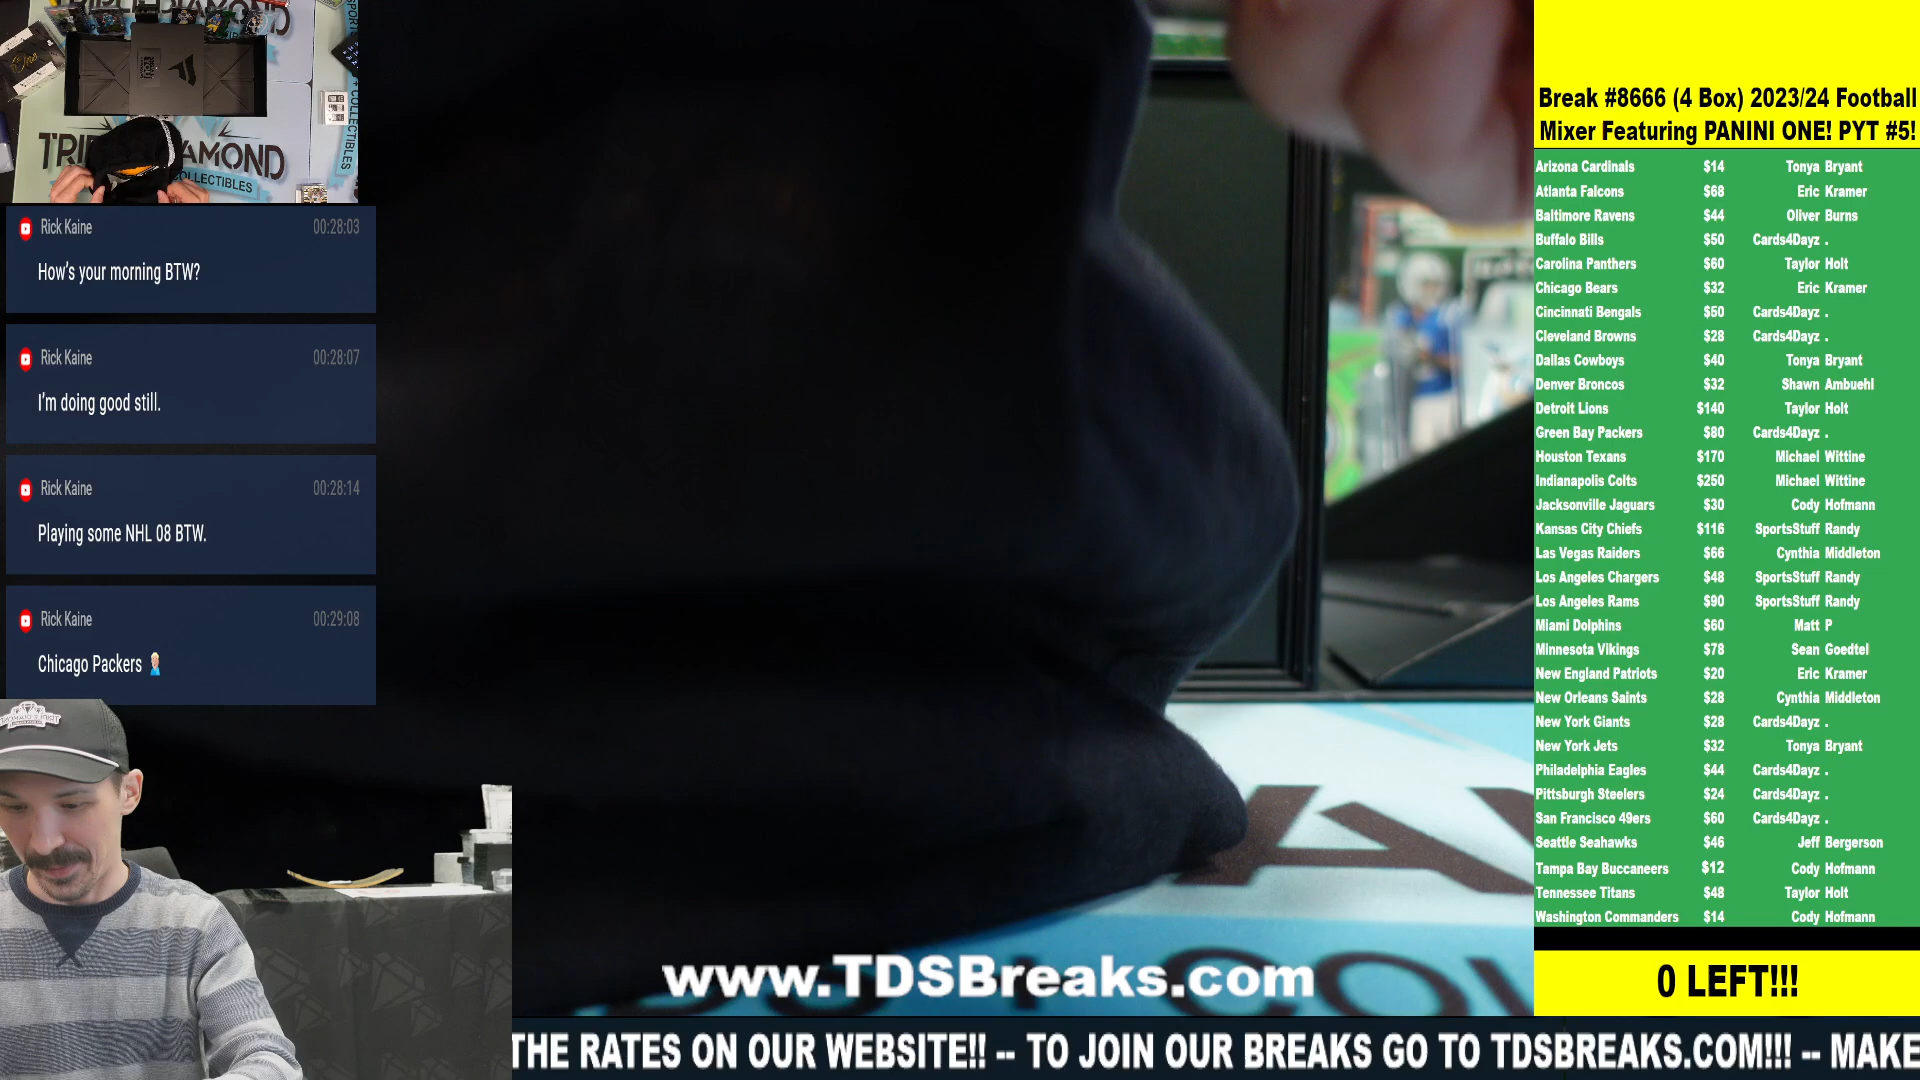 TRIPLE DIAMOND
COLLECTIBLES
Rick Kaine 00:28:03
How's your morning BTW?
Rick Kaine 00:28:07
I'm doing good still.
Rick Kaine 00:28:14
Playing some NHL 08 BTW.
Rick Kaine 00:29:08
Chicago Packers
www.TDSBreaks.com
THE RATES ON OUR WEBSITE!! -- TO JOIN OUR BREAKS GO TO TDSBREAKS.COM!!! -- MAKE
Break #8666 (4 Box) 2023/24 Football
Mixer Featuring PANINI ONE! PYT #5!
Arizona Cardinals $14 Tonya Bryant
Atlanta Falcons $68 Eric Kramer
Baltimore Ravens $44 Oliver Burns
Buffalo Bills $50 Cards4Dayz .
Carolina Panthers $60 Taylor Holt
Chicago Bears $32 Eric Kramer
Cincinnati Bengals $50 Cards4Dayz .
Cleveland Browns $28 Cards4Dayz .
Dallas Cowboys $40 Tonya Bryant
Denver Broncos $32 Shawn Ambuehl
Detroit Lions $140 Taylor Holt
Green Bay Packers $80 Cards4Dayz .
Houston Texans $170 Michael Wittine
Indianapolis Colts $250 Michael Wittine
Jacksonville Jaguars $30 Cody Hofmann
Kansas City Chiefs $116 SportsStuff Randy
Las Vegas Raiders $66 Cynthia Middleton
Los Angeles Chargers $48 SportsStuff Randy
Los Angeles Rams $90 SportsStuff Randy
Miami Dolphins $60 Matt P
Minnesota Vikings $78 Sean Goedtel
New England Patriots $20 Eric Kramer
New Orleans Saints $28 Cynthia Middleton
New York Giants $28 Cards4Dayz .
New York Jets $32 Tonya Bryant
Philadelphia Eagles $44 Cards4Dayz .
Pittsburgh Steelers $24 Cards4Dayz .
San Francisco 49ers $60 Cards4Dayz .
Seattle Seahawks $46 Jeff Bergerson
Tampa Bay Buccaneers $12 Cody Hofmann
Tennessee Titans $48 Taylor Holt
Washington Commanders $14 Cody Hofmann
0 LEFT!!!